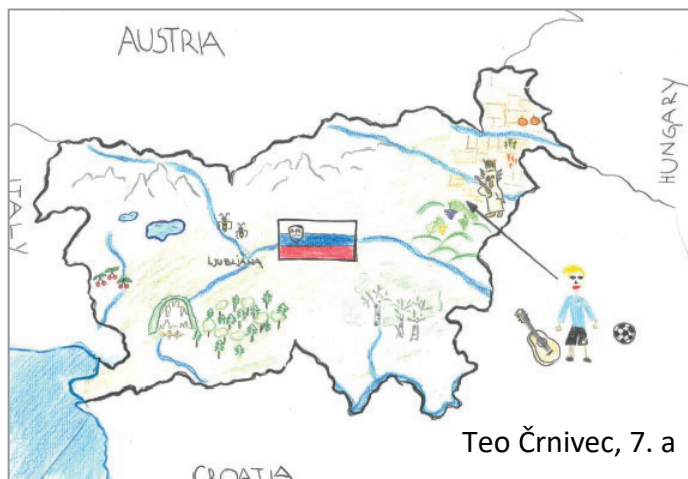 AUSTRIA
HUNGARY
ITALY
LJUBLJANA
Teo Črnivec, 7. a
CROATIA